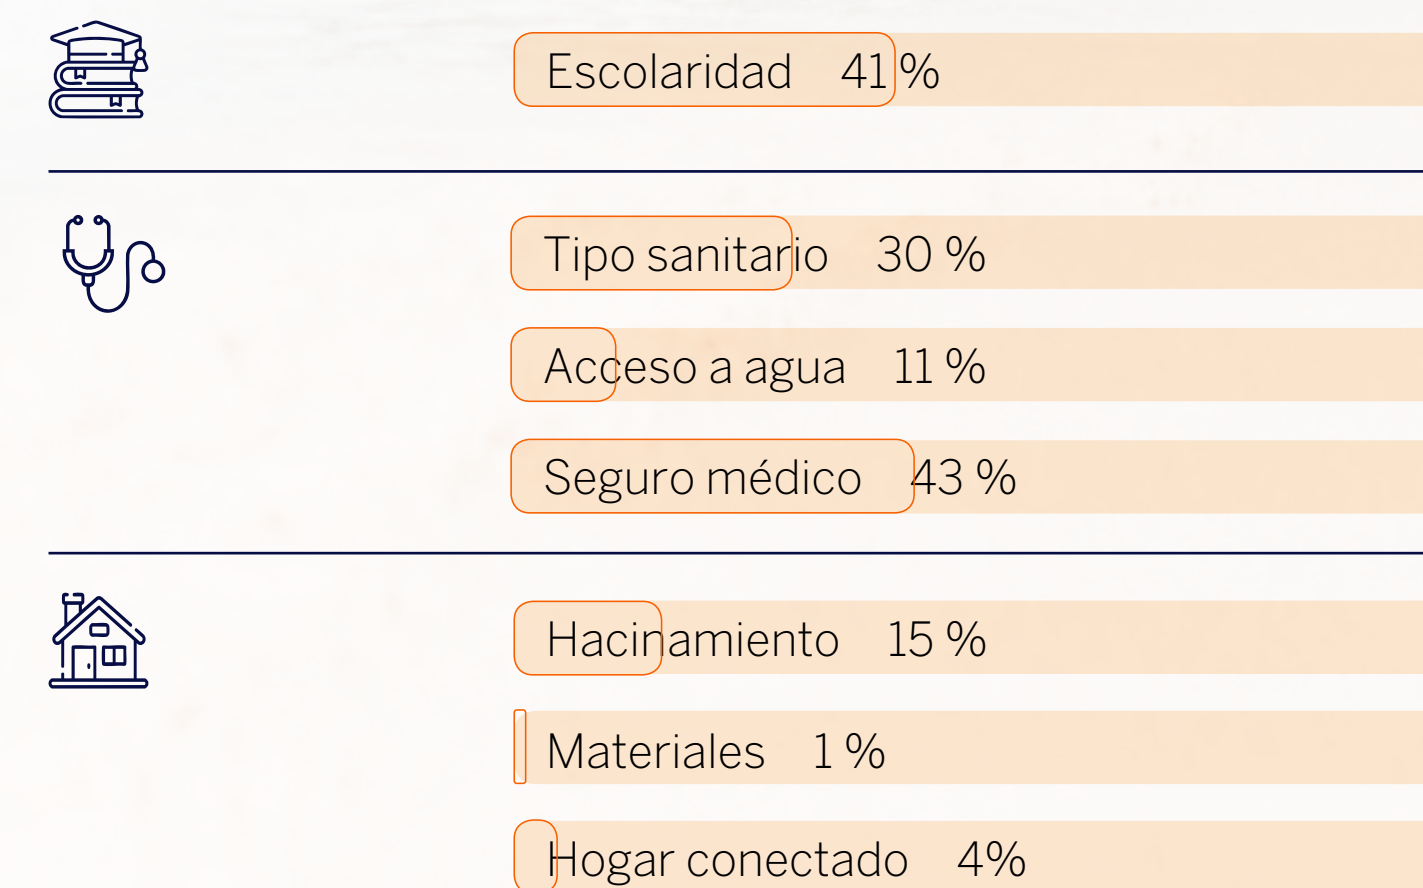 Escolaridad 41 %
Tipo sanitario 30 %
Acceso a agua 11 %
Seguro médico 43 %
Hacinamiento 15 %
Materiales 1 %
Hogar conectado 4%